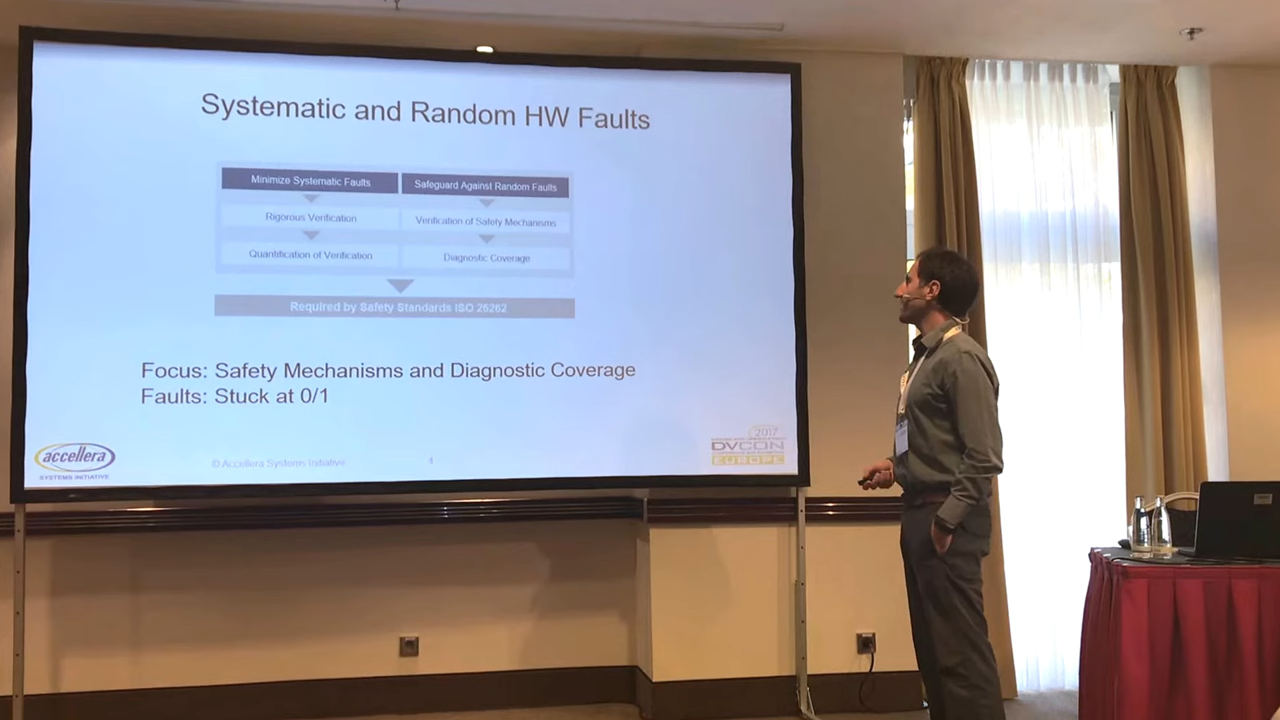 Systematic and Random HW Faults
Minimize Systematic Faults
Safeguard Against Random Faults
Rigorous Verification
Verification of Safety Mechanisms
Quantification of Verification
Diagnostic Coverage
Required by Safety Standards ISO 26262
Focus: Safety Mechanisms and Diagnostic Coverage
Faults: Stuck at 0/1
accellera
SYSTEMS INITIATIVE
© Accellera Systems Initiative
4
2017
DVCON
EUROPE